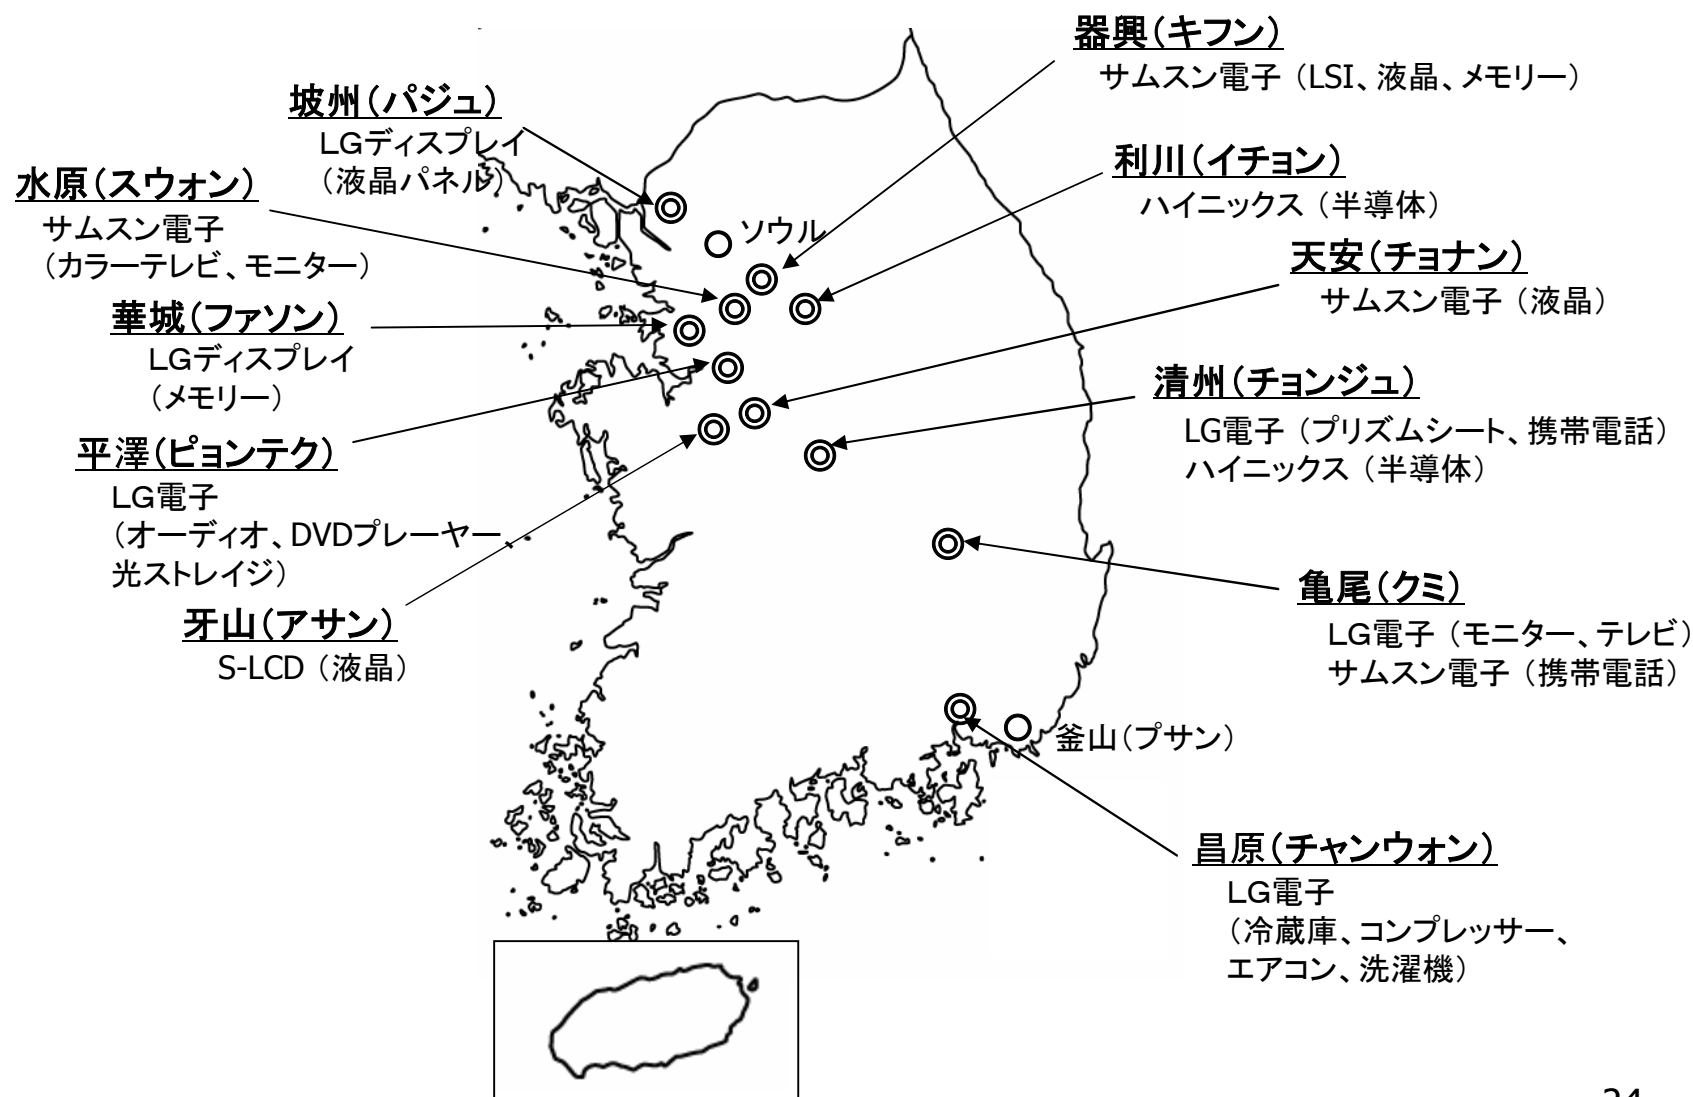 器興（キフン）
サムスン電子（LSI、液晶、メモリー）
坡州（パジュ）
LGディスプレイ
（液晶パネル）
利川（イチョン）
ハイニックス（半導体）
水原（スウォン）
サムスン電子
（カラーテレビ、モニター）
ソウル
天安（チョナン）
サムスン電子（液晶）
華城（ファソン）
LGディスプレイ
（メモリー）
清州（チョンジュ）
LG電子（プリズムシート、携帯電話）
ハイニックス（半導体）
平澤（ピョンテク）
LG電子
（オーディオ、DVDプレーヤー、
光ストレイジ）
亀尾（クミ）
LG電子（モニター、テレビ）
サムスン電子（携帯電話）
牙山（アサン）
S-LCD（液晶）
釜山（プサン）
昌原（チャンウォン）
LG電子
（冷蔵庫、コンプレッサー、
エアコン、洗濯機）